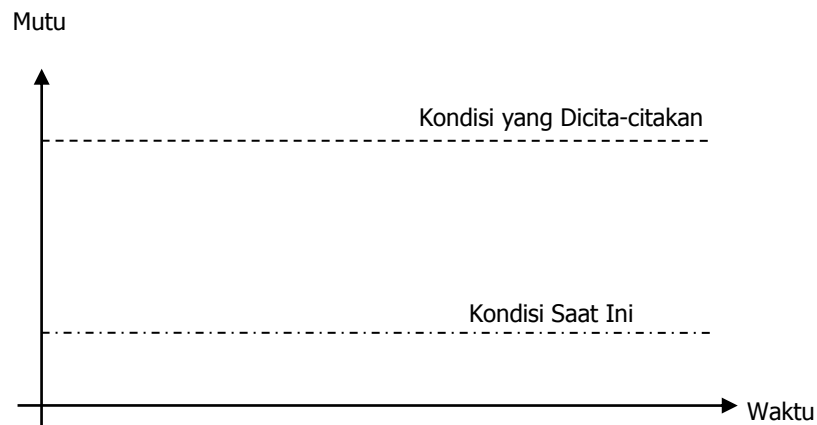 Mutu
Kondisi yang Dicita-citakan
Kondisi Saat Ini
Waktu